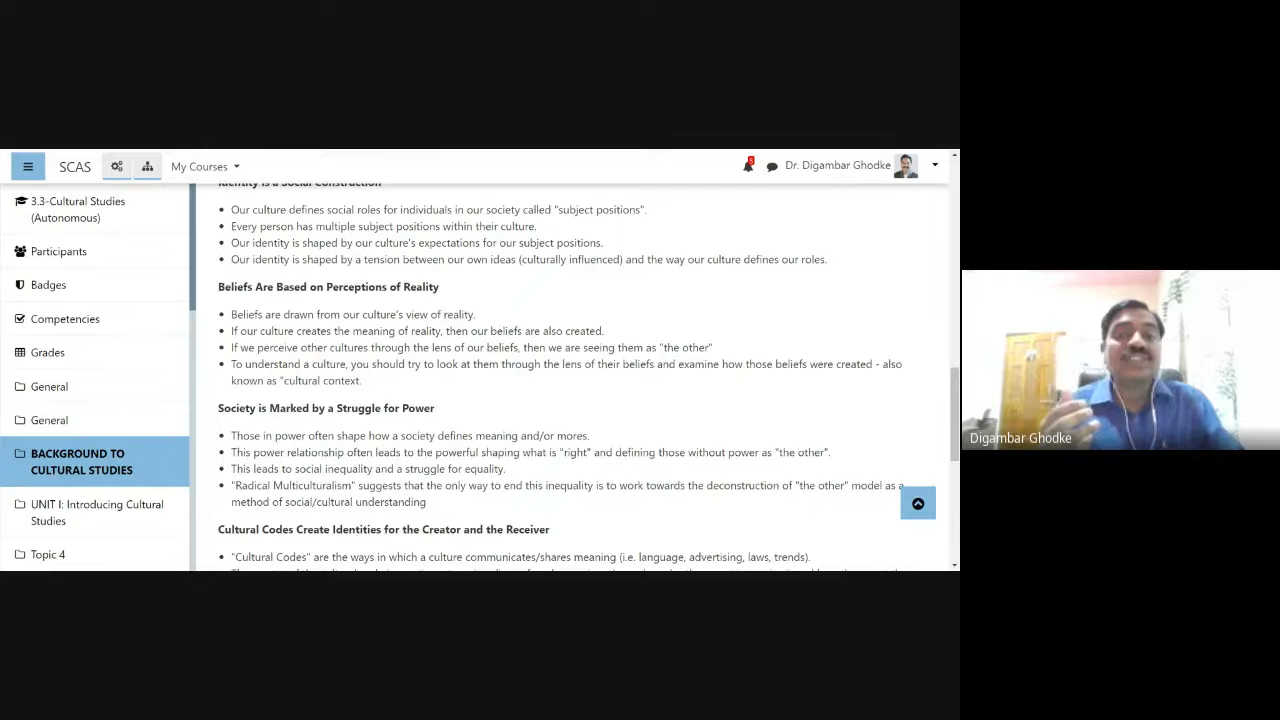 SCAS
My Courses
5
Dr. Digambar Ghodke
3.3-Cultural Studies
(Autonomous)
Participants
Badges
Competencies
Grades
General
General
BACKGROUND TO
CULTURAL STUDIES
UNIT I: Introducing Cultural
Studies
Topic 4
Identity is a Social Construction
Our culture defines social roles for individuals in our society called "subject positions".
Every person has multiple subject positions within their culture.
Our identity is shaped by our culture's expectations for our subject positions.
Our identity is shaped by a tension between our own ideas (culturally influenced) and the way our culture defines our roles.
Beliefs Are Based on Perceptions of Reality
Beliefs are drawn from our culture's view of reality.
If our culture creates the meaning of reality, then our beliefs are also created.
If we perceive other cultures through the lens of our beliefs, then we are seeing them as "the other"
To understand a culture, you should try to look at them through the lens of their beliefs and examine how those beliefs were created - also
known as "cultural context.
Society is Marked by a Struggle for Power
Those in power often shape how a society defines meaning and/or mores.
This power relationship often leads to the powerful shaping what is "right" and defining those without power as "the other".
This leads to social inequality and a struggle for equality.
"Radical Multiculturalism" suggests that the only way to end this inequality is to work towards the deconstruction of "the other" model as a
method of social/cultural understanding
Cultural Codes Create Identities for the Creator and the Receiver
"Cultural Codes" are the ways in which a culture communicates/shares meaning (i.e. language, advertising, laws, trends).
Digambar Ghodke